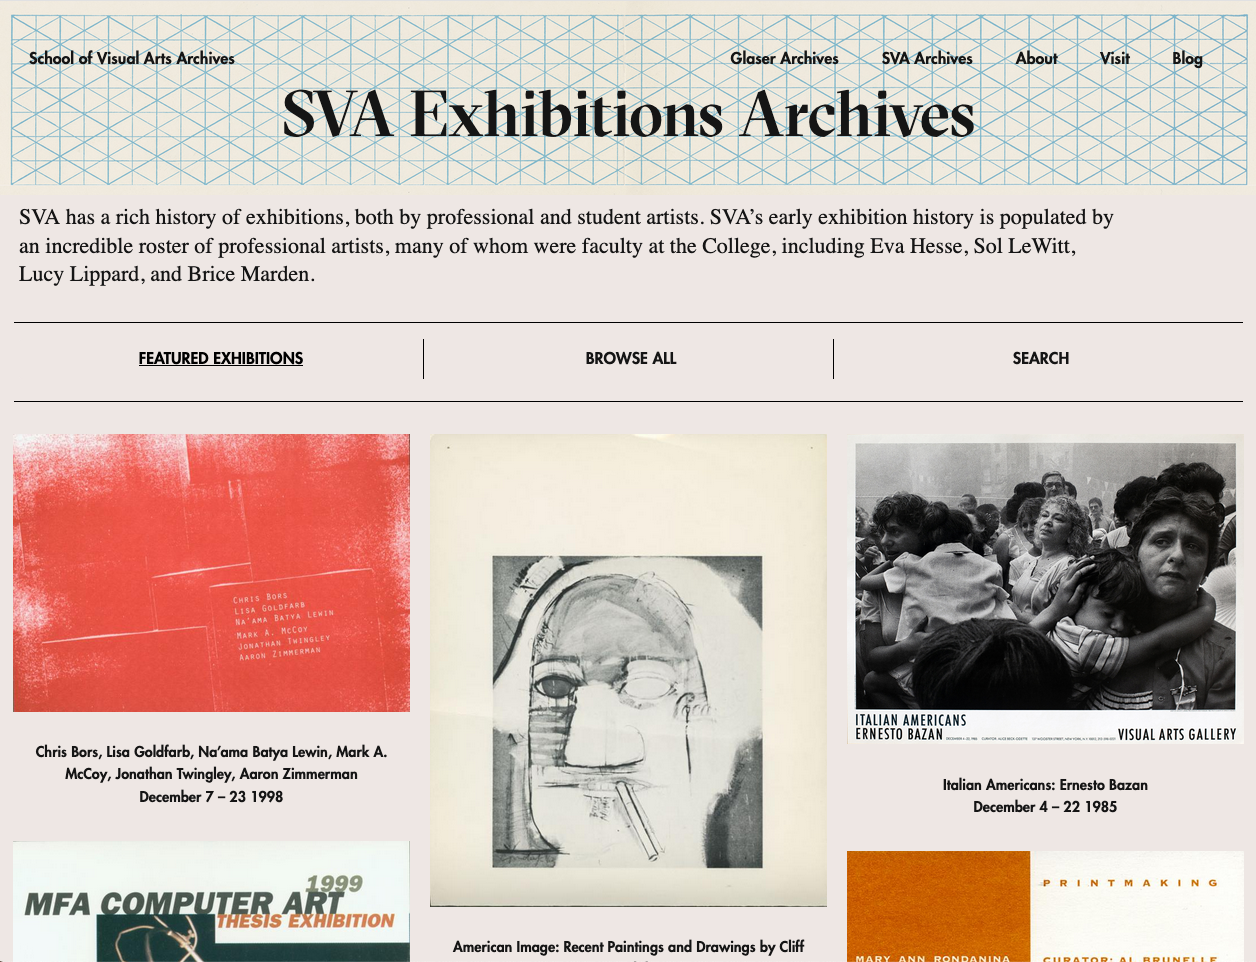 School of Visual Arts Archives
Glaser Archives
SVA Archives
About
Visit
Blog
SVA Exhibitions Archives
SVA has a rich history of exhibitions, both by professional and student artists. SVA’s early exhibition history is populated by
an incredible roster of professional artists, many of whom were faculty at the College, including Eva Hesse, Sol LeWitt,
Lucy Lippard, and Brice Marden.
FEATURED EXHIBITIONS
BROWSE ALL
SEARCH
CHRIS BORS
LISA GOLDFARB
NA'AMA BATYA LEWIN
MARK A. MCCOY
JONATHAN TWINGLEY
AARON ZIMMERMAN
Chris Bors, Lisa Goldfarb, Na’ama Batya Lewin, Mark A.
McCoy, Jonathan Twingley, Aaron Zimmerman
December 7 – 23 1998
1999
MFA COMPUTER ART
THESIS EXHIBITION
American Image: Recent Paintings and Drawings by Cliff
ITALIAN AMERICANS
ERNESTO BAZAN
VISUAL ARTS GALLERY
Italian Americans: Ernesto Bazan
December 4 – 22 1985
PRINTMAKING
MARY ANN RONDANINA
CURATOR: AL BRUNELLE